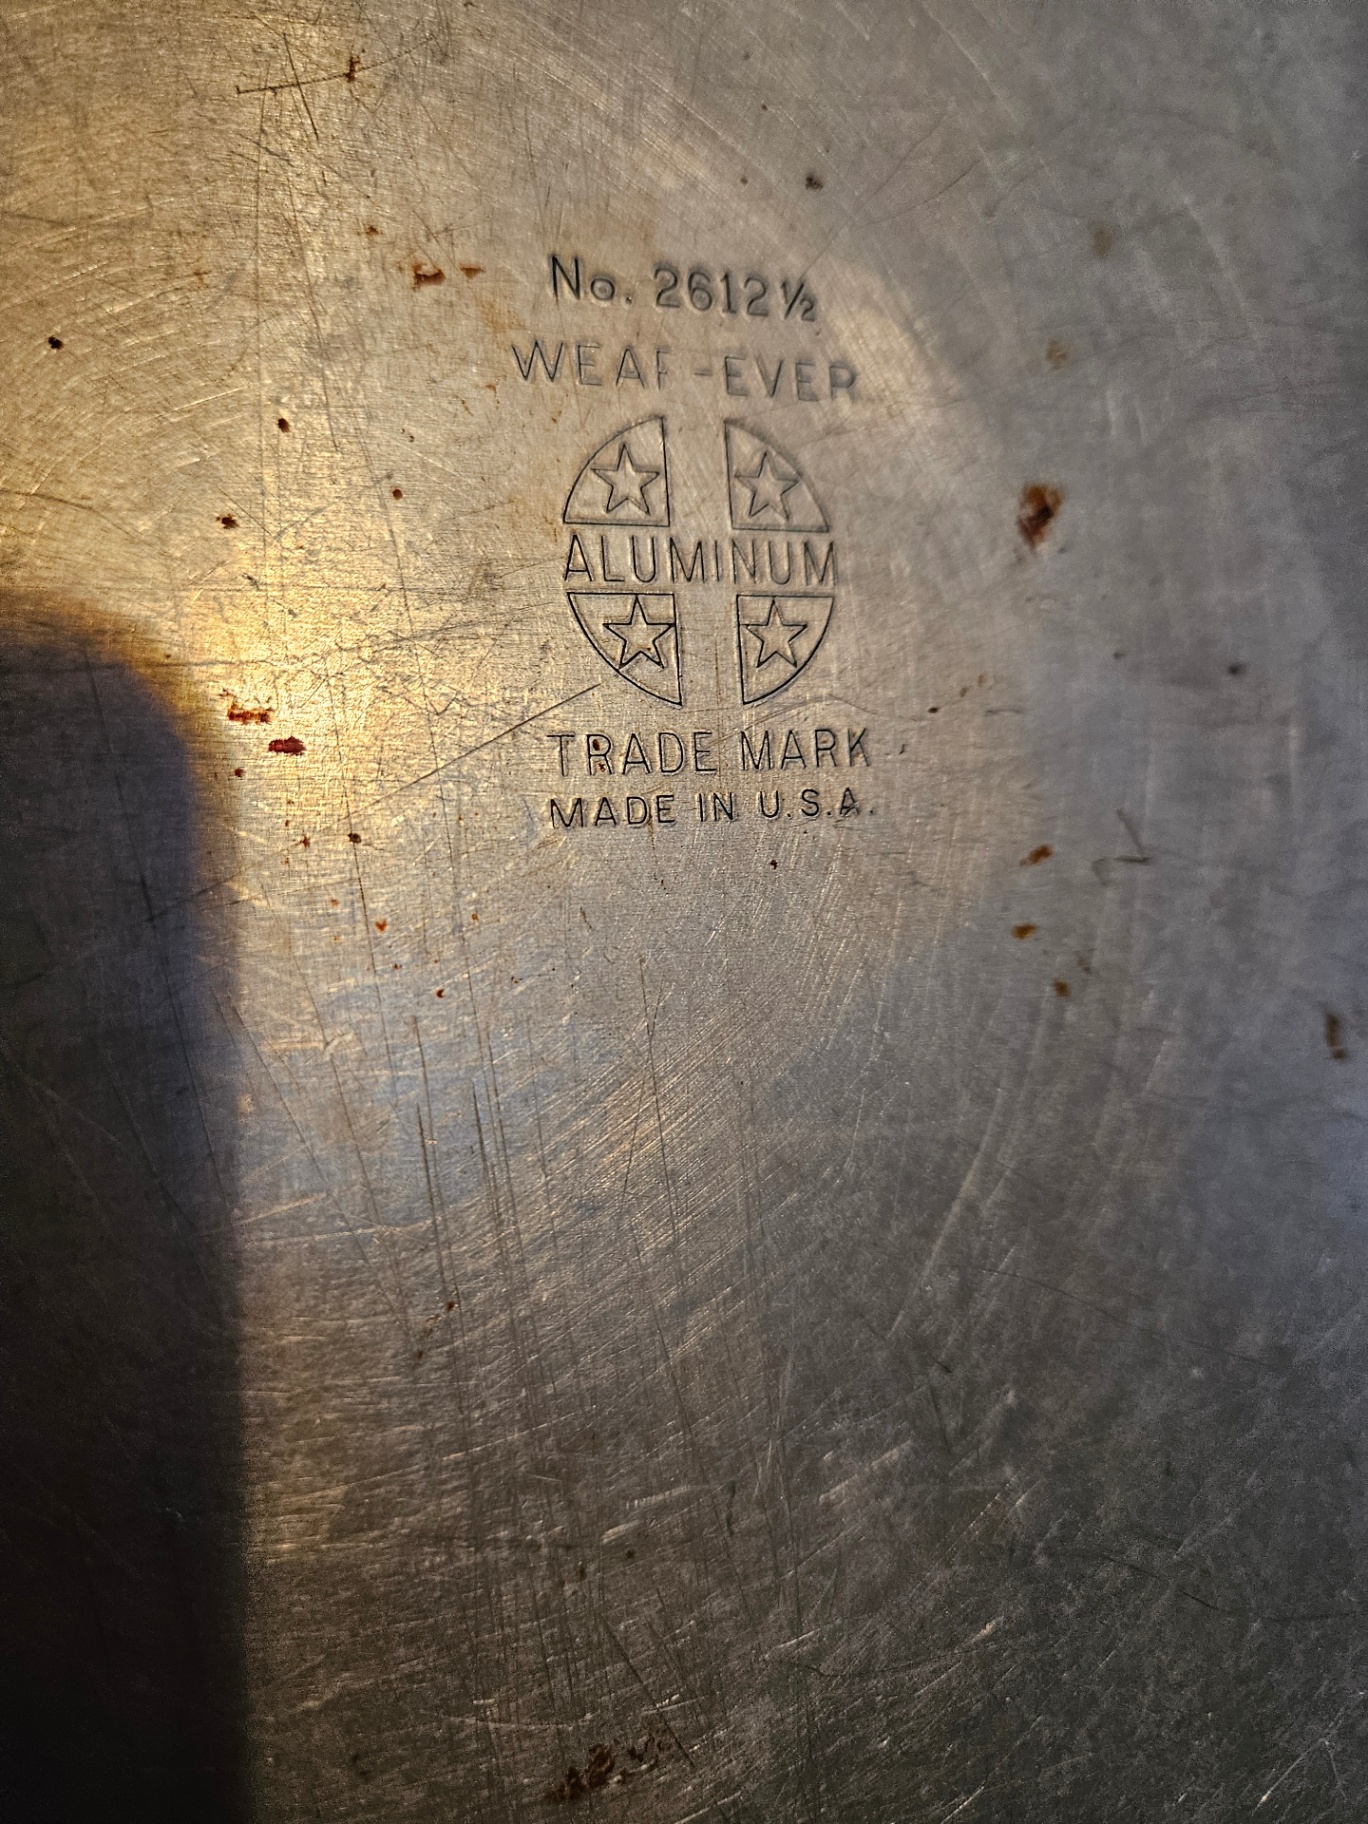 No. 2612½
WEAR-EVER
ALUMINUM
TRADE MARK
MADE IN U.S.A.